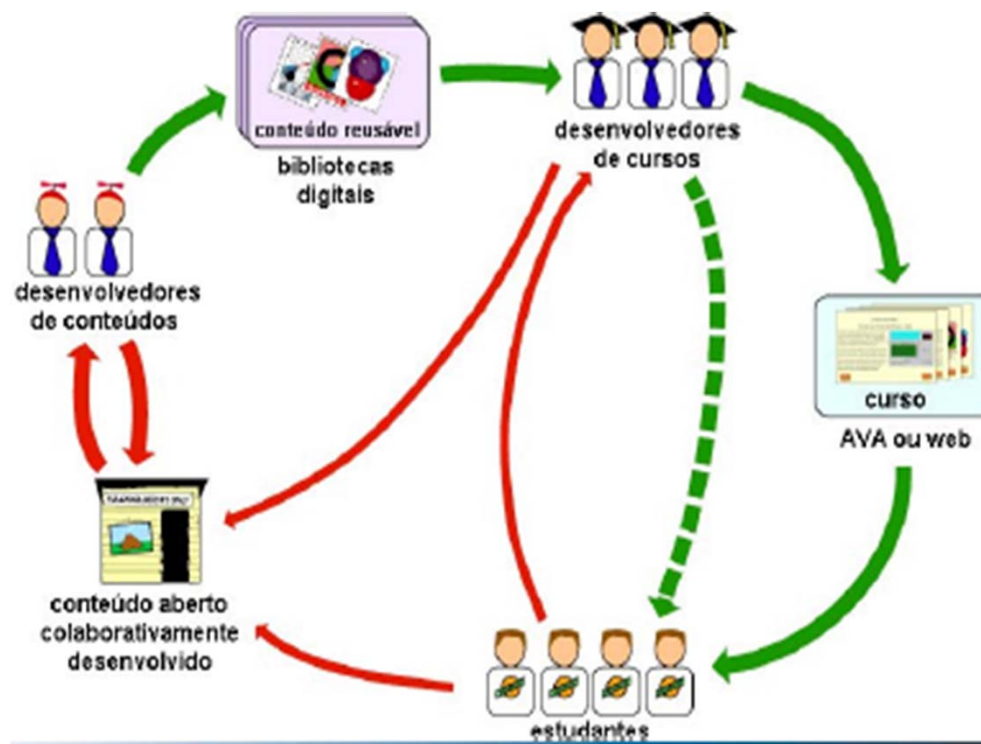 conteúdo reusável
bibliotecas
digitais
desenvolvedores
de cursos
desenvolvedores
de conteúdos
curso
AVA ou web
conteúdo aberto
colaborativamente
desenvolvido
estudantes